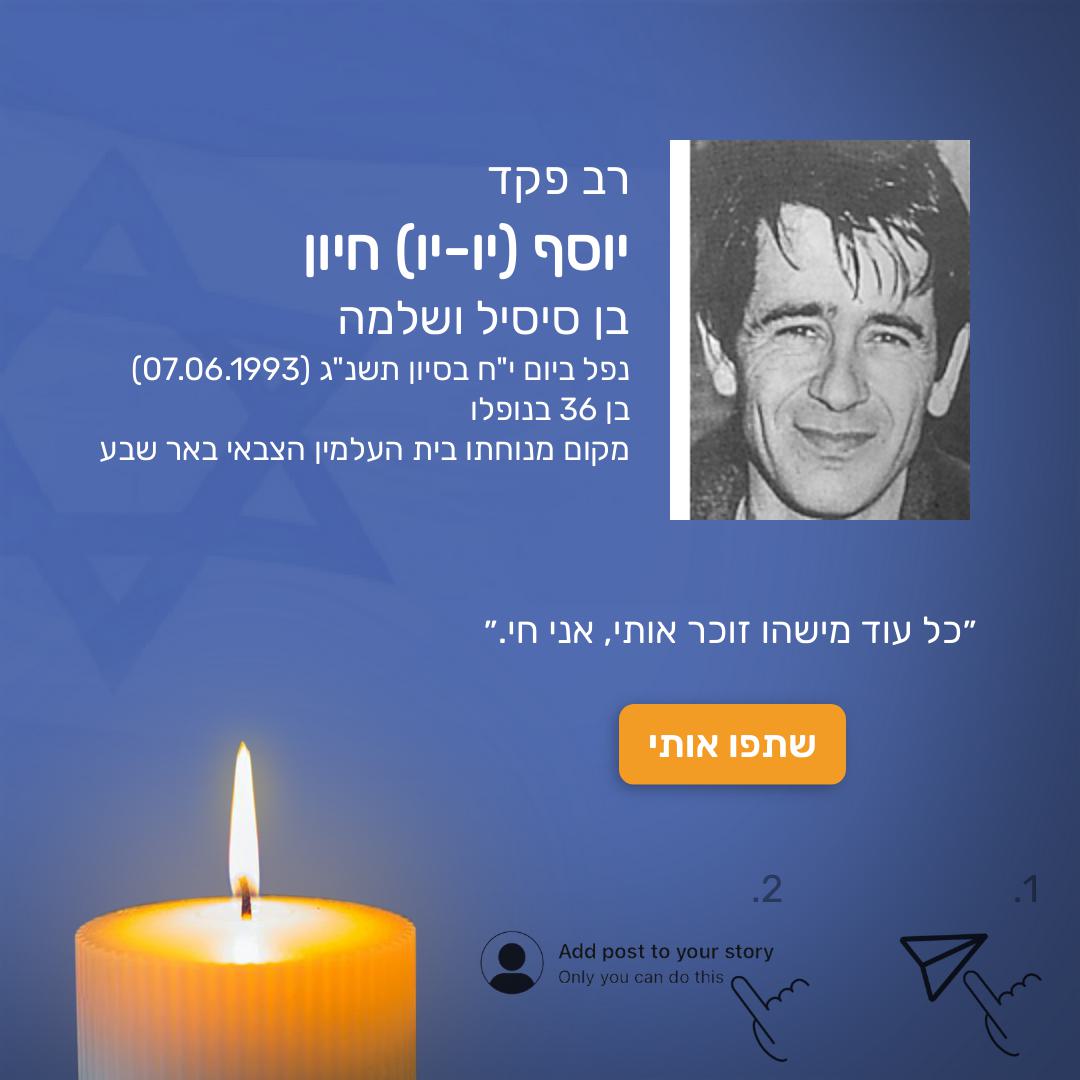 רב פקד
יוסף (יו-יו) חיון
בן סיסיל ושלמה
נפל ביום י"ח בסיון תשנ"ג (07.06.1993)
בן 36 בנופלו
מקום מנוחתו בית העלמין הצבאי באר שבע
״כל עוד מישהו זוכר אותי, אני חי.״
שתפו אותי
1.
2.
Add post to your story
Only you can do this